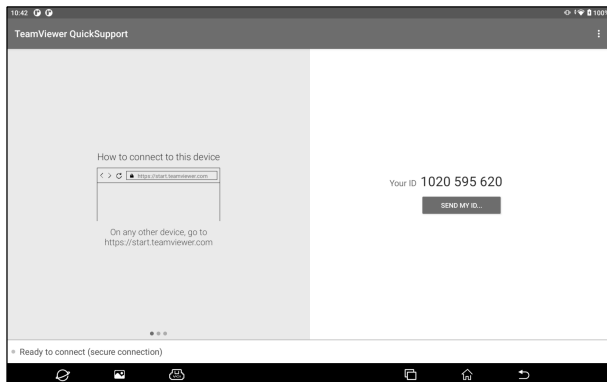 10:42 100%
TeamViewer QuickSupport
How to connect to this device
https://start.teamviewer.com
On any other device, go to
https://start.teamviewer.com
Your ID 1020 595 620
SEND MY ID...
Ready to connect (secure connection)